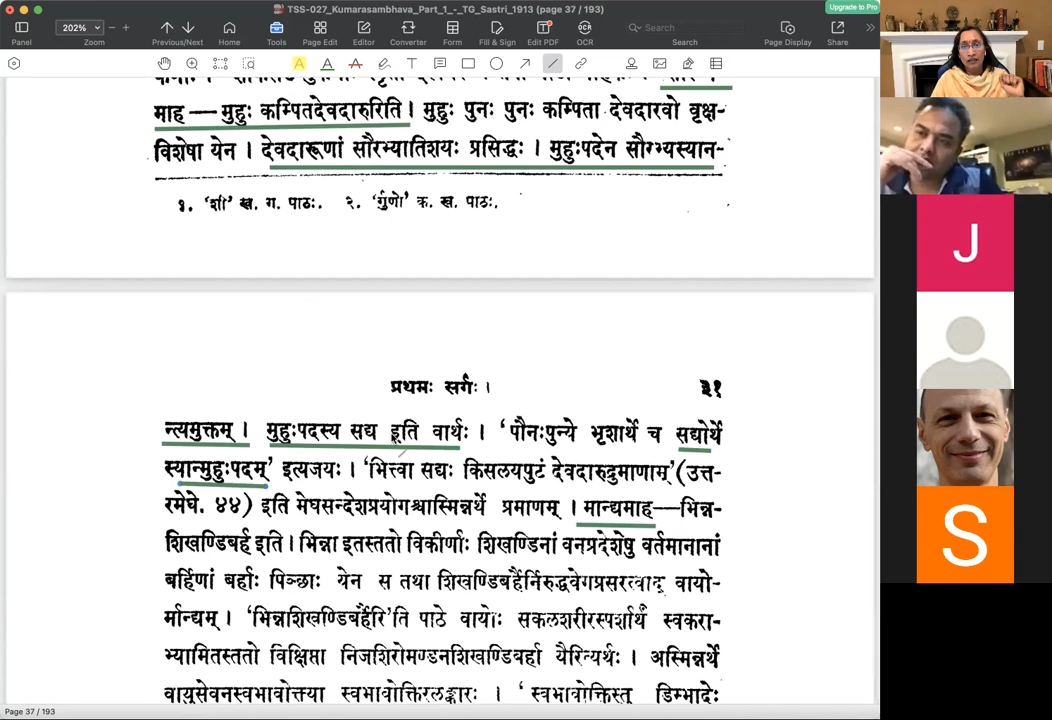 TSS-027_Kumarasambhava_Part_1_-_TG_Sastri_1913 (page 37 / 193)
Upgrade to Pro
202%
Panel Zoom Previous/Next Home Tools Page Edit Editor Converter Form Fill & Sign Edit PDF OCR Search Page Display Share
माह — मुहुः कम्पितदेवदारुरिति । मुहुः पुनः पुनः कम्पिता देवदारवो वृक्ष-
विशेषा येन । देवदारूणां सौरभ्यातिशयः प्रसिद्धः । मुहुःपदेन सौरभ्यस्यान-
१. 'र्शी' ख. ग. पाठः. २. 'र्गुणो' क. ख. पाठः.
प्रथमः सर्गः ।
३१
न्त्यमुक्तम् । मुहुःपदस्य सद्य इति वार्थः । 'पौनःपुन्ये भृशार्थे च सद्योर्थे
स्यान्मुहुःपदम्' इत्यजयः । 'भित्त्वा सद्यः किसलयपुटं देवदारुद्रुमाणाम्' (उत्त-
रमेघे. ४४) इति मेघसन्देशप्रयोगश्चास्मिन्नर्थे प्रमाणम् । मान्द्यमाह—भिन्न-
शिखण्डिबर्ह इति । भिन्ना इतस्ततो विकीर्णाः शिखण्डिनां वनप्रदेशेषु वर्तमानानां
बर्हिणां बर्हाः पिञ्छाः येन स तथा शिखण्डिबर्हैर्निरुद्धवेगप्रसरत्वाद् वायो-
र्मान्द्यम् । 'भिन्नशिखण्डिबर्हैरि'ति पाठे वायोः सकलशरीरस्पर्शार्थं स्वकरा-
भ्यामितस्ततो विक्षिप्ता निजशिरोमण्डनशिखण्डिबर्हा यैरित्यर्थः । अस्मिन्नर्थे
वायुसेवनस्वभावोक्त्या स्वभावोक्तिरलङ्कारः । 'स्वभावोक्तिस्तु डिम्भादेः
Page 37 / 193
J
S